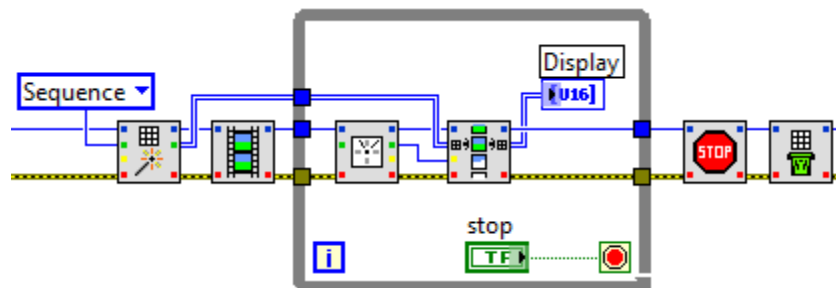 Sequence
Display
U16]
STOP
stop
TF
i